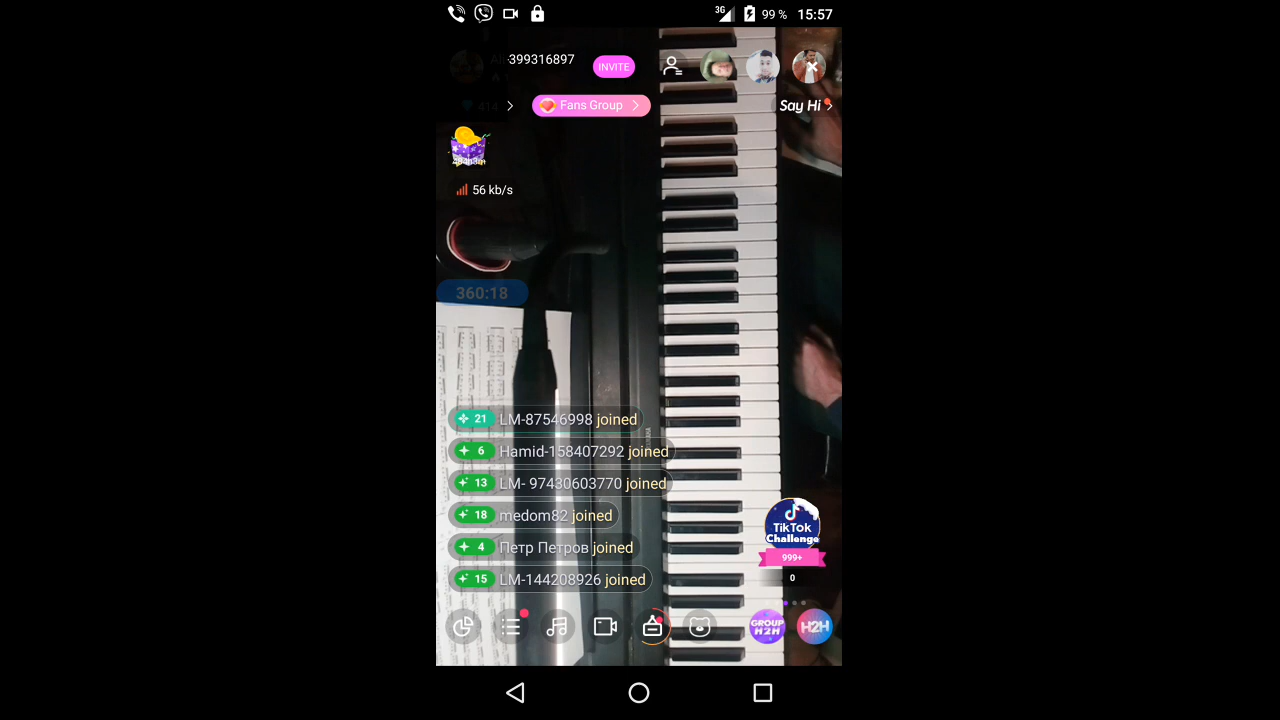 3G 99 % 15:57
399316897
INVITE
414
Fans Group
Say Hi
56 kb/s
360:18
21 LM-87546998 joined
6 Hamid-158407292 joined
13 LM- 97430603770 joined
18 medom82 joined
4 Петр Петров joined
15 LM-144208926 joined
TikTok
Challenge
999+
0
GROUP
H2H
H2H